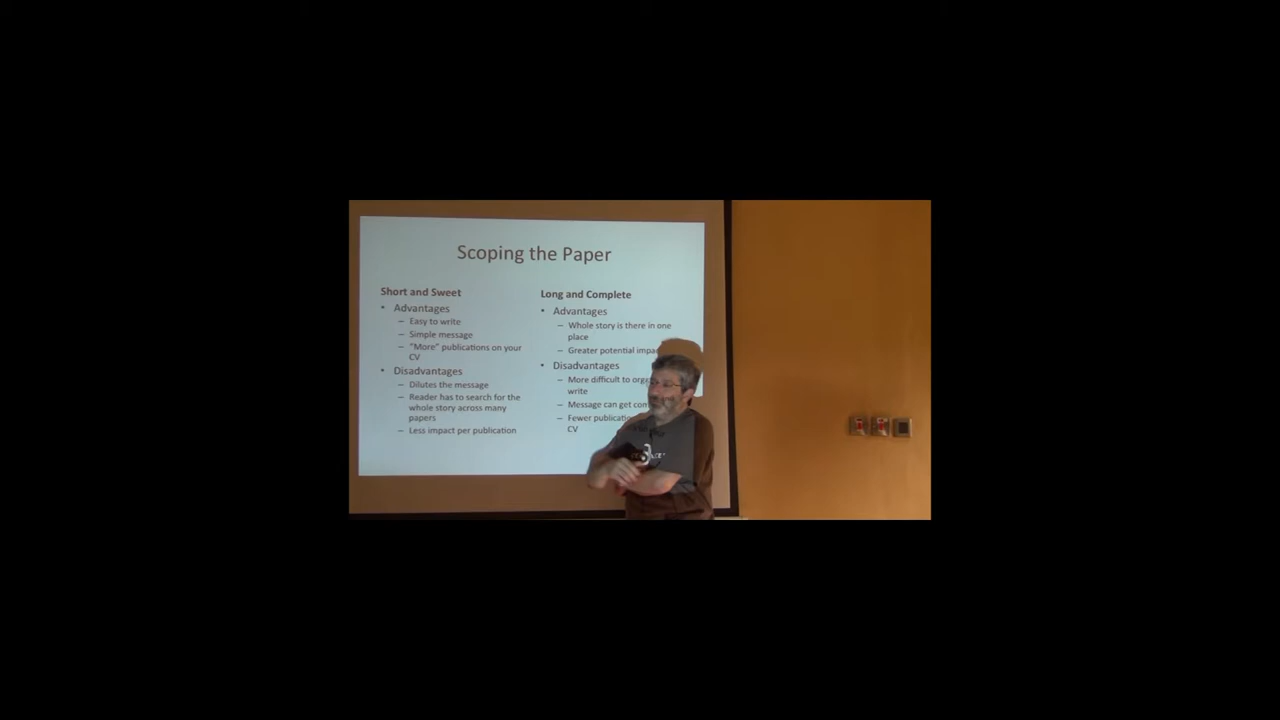 Scoping the Paper
Short and Sweet
• Advantages
– Easy to write
– Simple message
– "More" publications on your
CV
• Disadvantages
– Dilutes the message
– Reader has to search for the
whole story across many
papers
– Less impact per publication
Long and Complete
• Advantages
– Whole story is there in one
place
– Greater potential
• Disadvantages
– More difficult to
write
– Message can get
– Fewer
CV